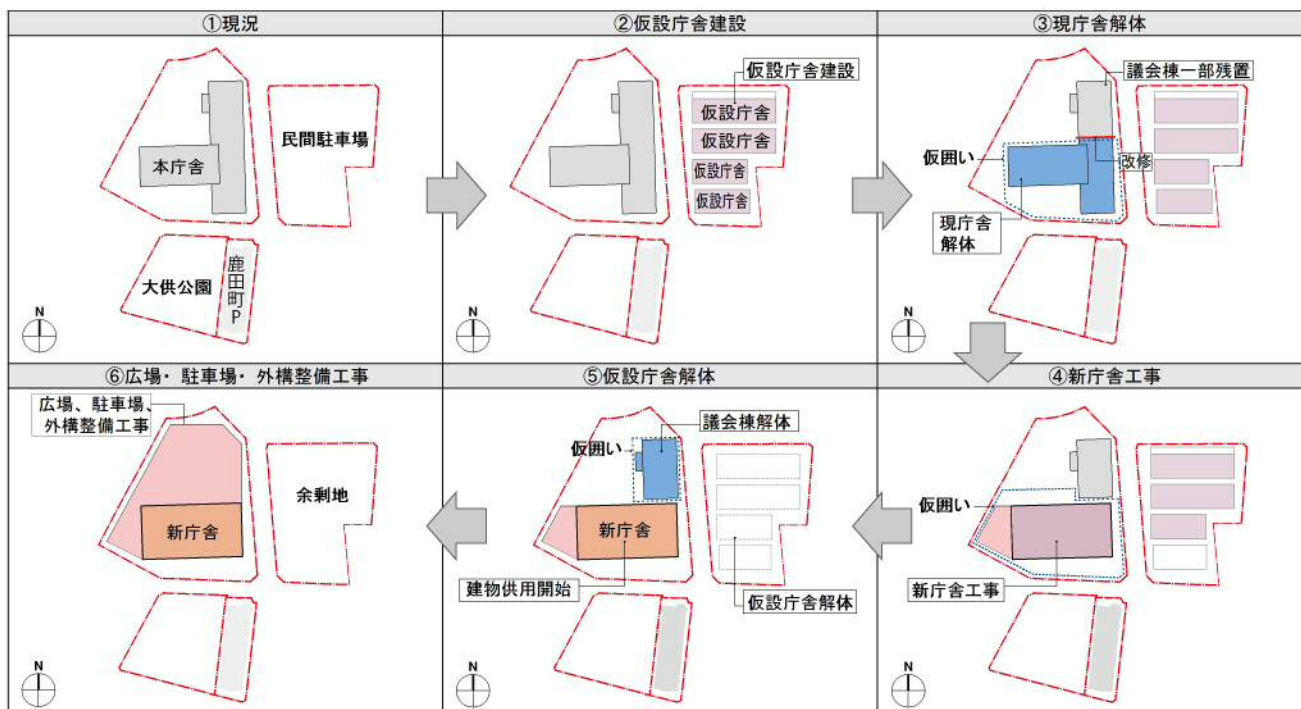 ①現況
本庁舎
民間駐車場
大供公園
鹿田町P
N
②仮設庁舎建設
仮設庁舎建設
仮設庁舎
仮設庁舎
仮設庁舎
仮設庁舎
N
③現庁舎解体
議会棟一部残置
仮囲い
改修
現庁舎
解体
N
④新庁舎工事
仮囲い
新庁舎工事
N
⑤仮設庁舎解体
議会棟解体
仮囲い
新庁舎
建物供用開始
仮設庁舎解体
N
⑥広場・駐車場・外構整備工事
広場、駐車場、
外構整備工事
余剰地
新庁舎
N